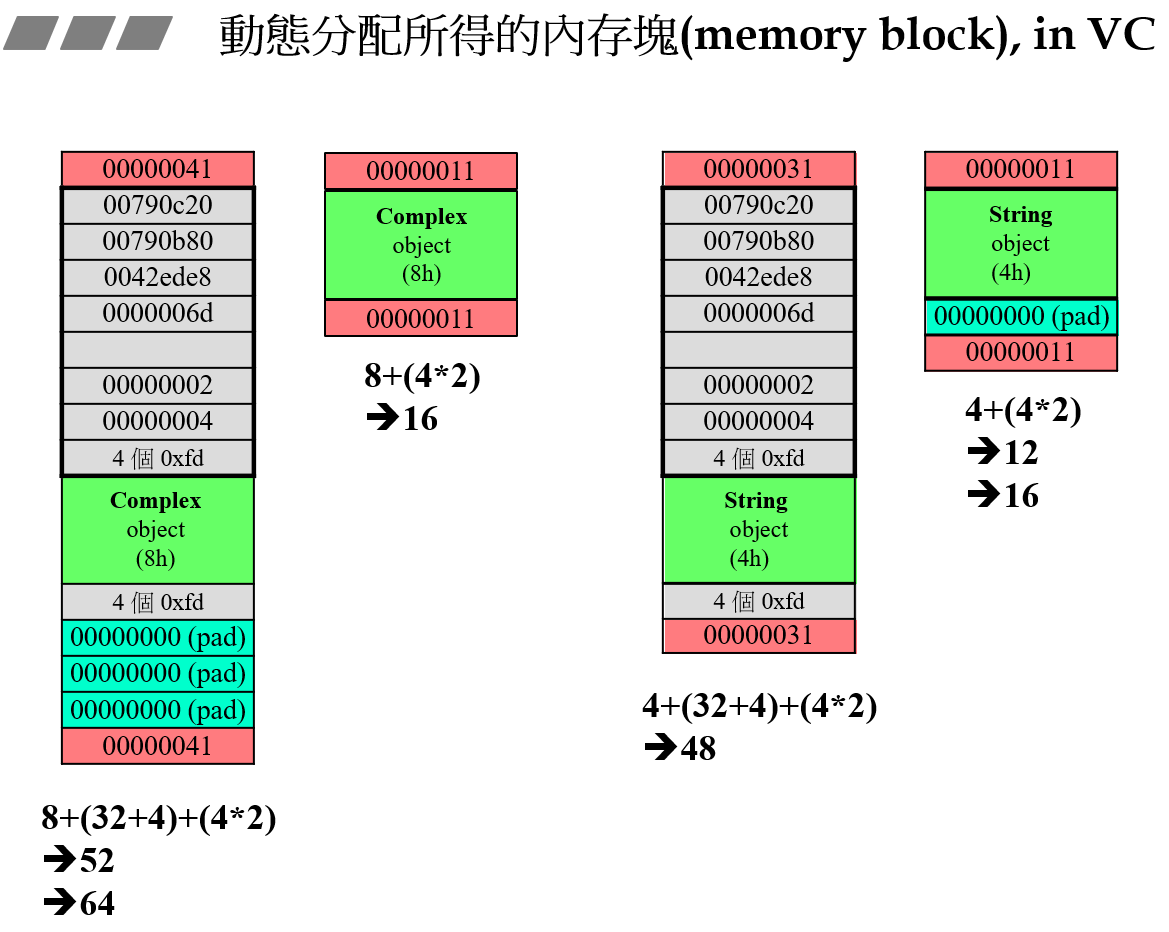 動態分配所得的內存塊(memory block), in VC
00000041
00790c20
00790b80
0042ede8
0000006d
00000002
00000004
4 個 0xfd
Complex
object
(8h)
4 個 0xfd
00000000 (pad)
00000000 (pad)
00000000 (pad)
00000041
8+(32+4)+(4*2)
➔52
➔64
00000011
Complex
object
(8h)
00000011
8+(4*2)
➔16
00000031
00790c20
00790b80
0042ede8
0000006d
00000002
00000004
4 個 0xfd
String
object
(4h)
4 個 0xfd
00000031
4+(32+4)+(4*2)
➔48
00000011
String
object
(4h)
00000000 (pad)
00000011
4+(4*2)
➔12
➔16